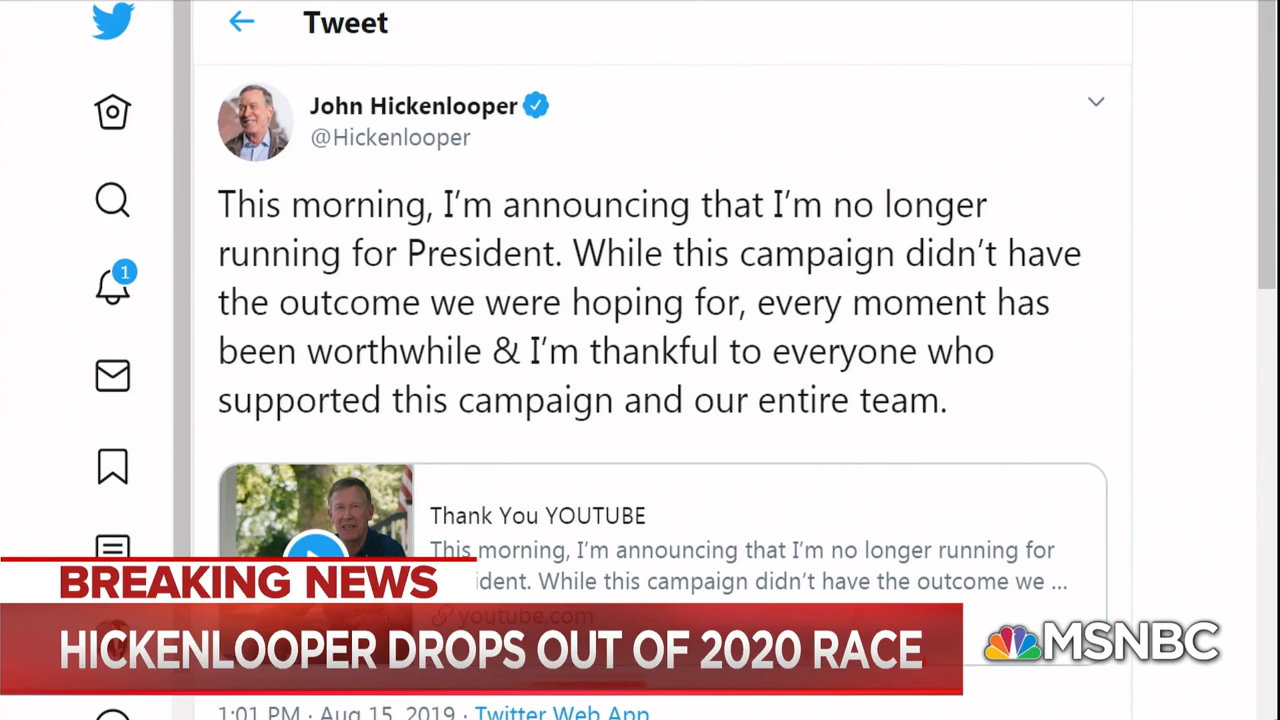 Tweet
John Hickenlooper
@Hickenlooper
This morning, I'm announcing that I'm no longer
running for President. While this campaign didn't have
the outcome we were hoping for, every moment has
been worthwhile & I'm thankful to everyone who
supported this campaign and our entire team.
1
Thank You YOUTUBE
This morning, I'm announcing that I'm no longer running for
ident. While this campaign didn't have the outcome we ...
youtube.com
BREAKING NEWS
HICKENLOOPER DROPS OUT OF 2020 RACE
MSNBC
1:01 PM · Aug 15, 2019 · Twitter Web App